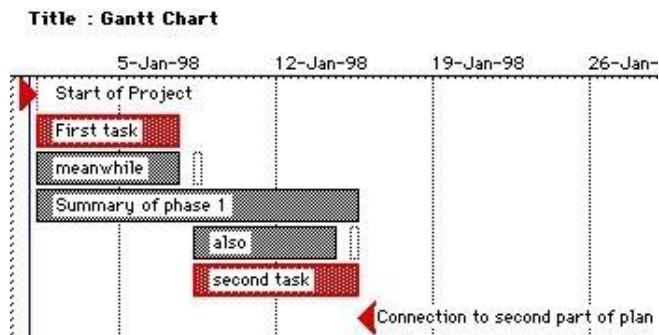 Title : Gantt Chart
5-Jan-98 12-Jan-98 19-Jan-98 26-Jan-
Start of Project
First task
meanwhile
Summary of phase 1
also
second task
Connection to second part of plan